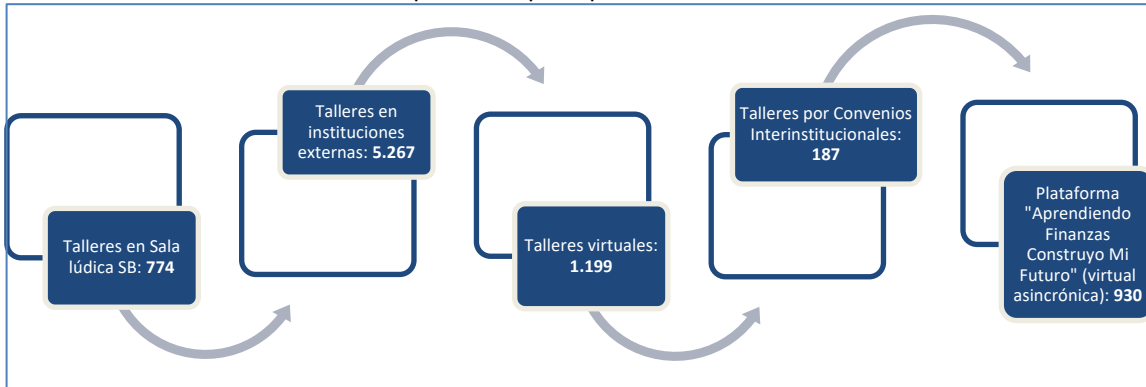 Talleres en Sala
lúdica SB: 774
Talleres en
instituciones
externas: 5.267
Talleres virtuales:
1.199
Talleres por Convenios
Interinstitucionales:
187
Plataforma
"Aprendiendo
Finanzas
Construyo Mi
Futuro" (virtual
asincrónica): 930